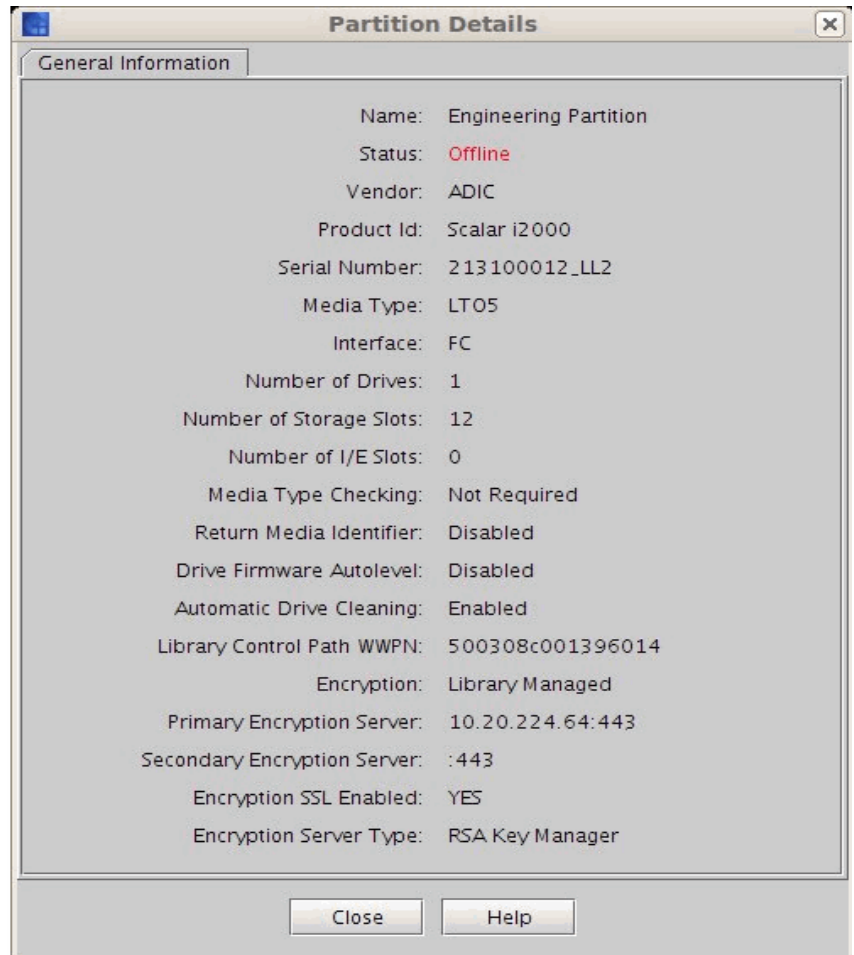 Partition Details
General Information
Name: Engineering Partition
Status: Offline
Vendor: ADIC
Product Id: Scalar i2000
Serial Number: 213100012_LL2
Media Type: LTO5
Interface: FC
Number of Drives: 1
Number of Storage Slots: 12
Number of I/E Slots: 0
Media Type Checking: Not Required
Return Media Identifier: Disabled
Drive Firmware Autolevel: Disabled
Automatic Drive Cleaning: Enabled
Library Control Path WWPN: 500308c001396014
Encryption: Library Managed
Primary Encryption Server: 10.20.224.64:443
Secondary Encryption Server: :443
Encryption SSL Enabled: YES
Encryption Server Type: RSA Key Manager
Close Help